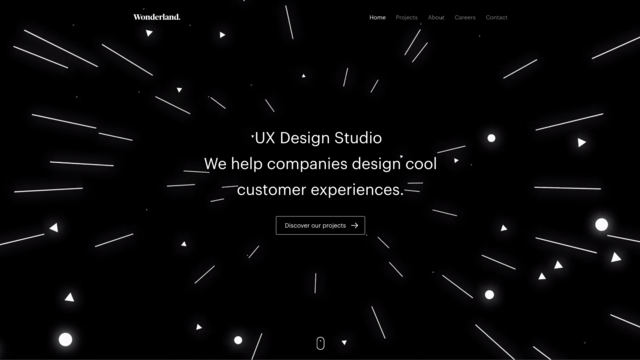 Wonderland.
Home Projects About Careers Contact
UX Design Studio
We help companies design cool
customer experiences.
Discover our projects